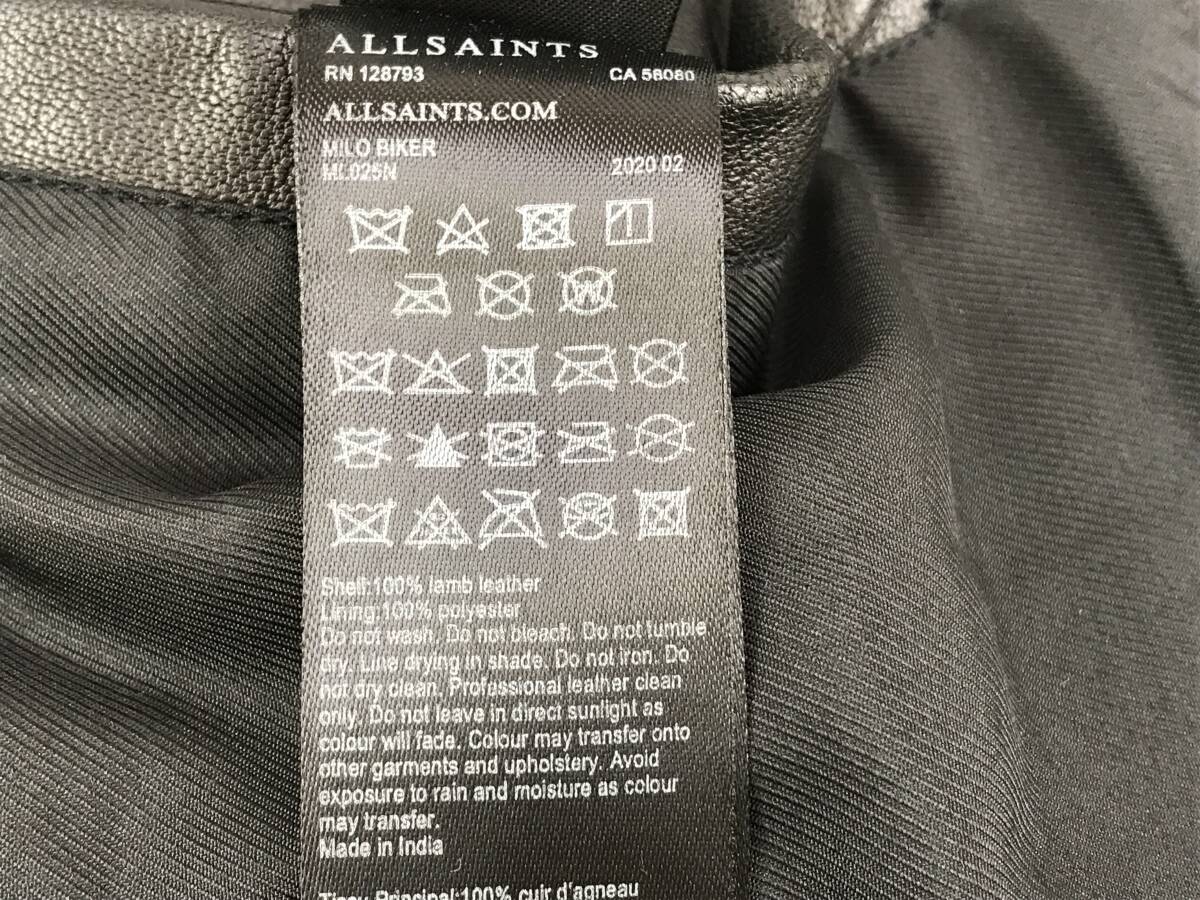 ALLSAINTS
RN 128793 CA 58080
ALLSAINTS.COM
MILO BIKER
ML025N 2020 02
W
Shell:100% lamb leather
Lining:100% polyester
Do not wash. Do not bleach. Do not tumble
dry. Line drying in shade. Do not iron. Do
not dry clean. Professional leather clean
only. Do not leave in direct sunlight as
colour will fade. Colour may transfer onto
other garments and upholstery. Avoid
exposure to rain and moisture as colour
may transfer.
Made in India
Tissu Principal:100% cuir d'agneau